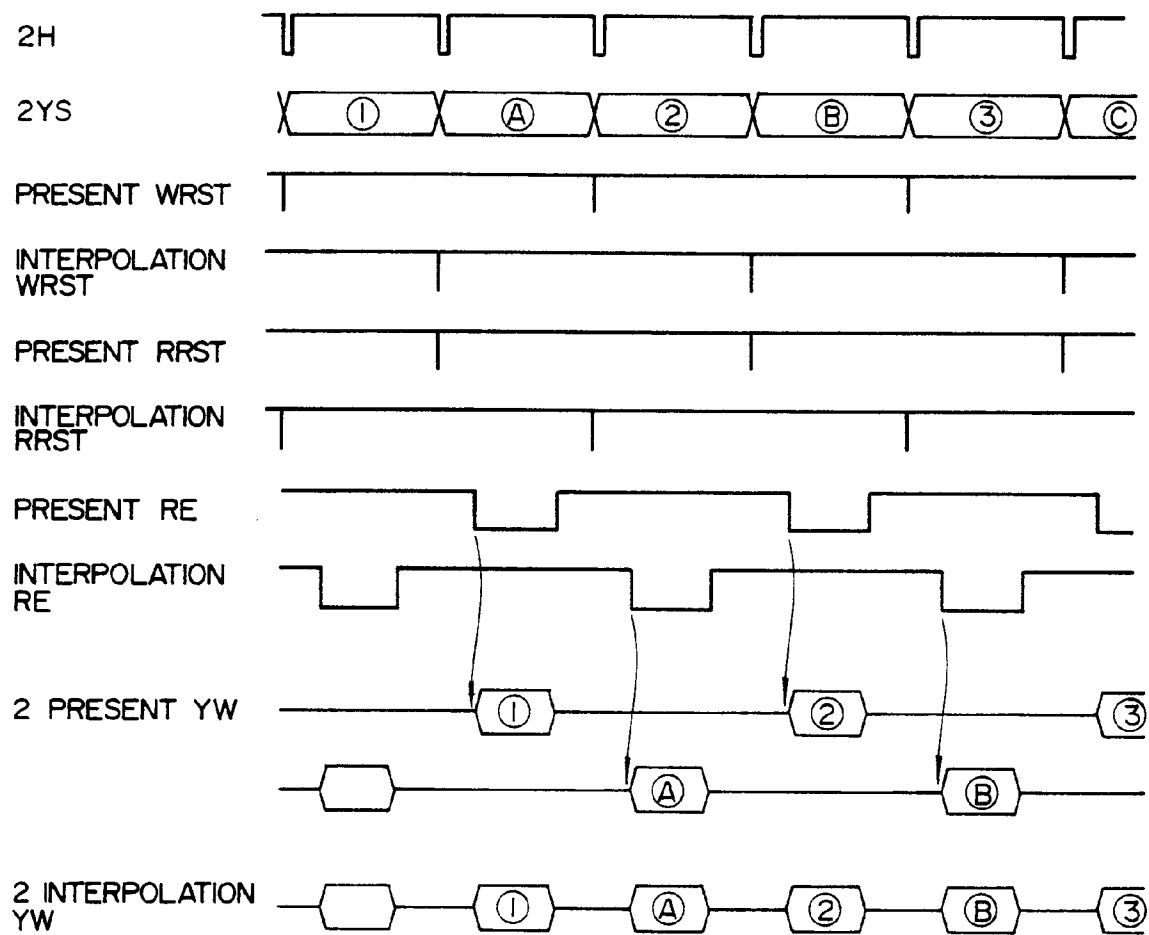 2H
2YS ① Ⓐ ② Ⓑ ③ Ⓒ
PRESENT WRST
INTERPOLATION
WRST
PRESENT RRST
INTERPOLATION
RRST
PRESENT RE
INTERPOLATION
RE
2 PRESENT YW ① ② ③
Ⓐ Ⓑ
2 INTERPOLATION
YW
① Ⓐ ② Ⓑ ③